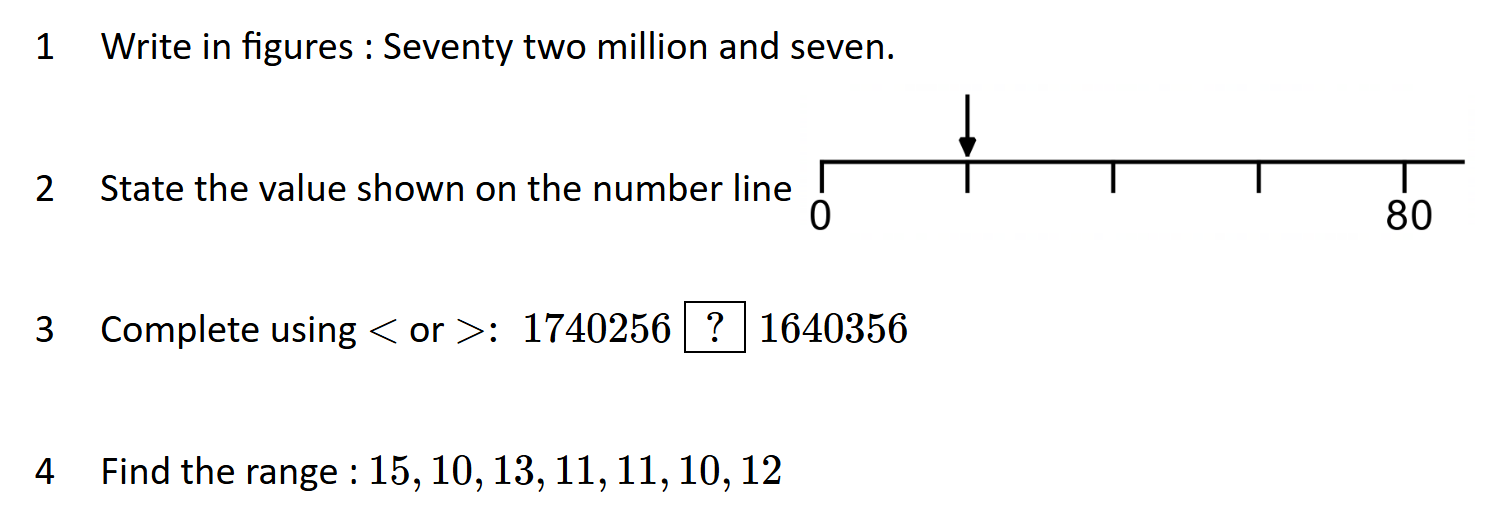 1 Write in figures : Seventy two million and seven.
2 State the value shown on the number line
0 80
3 Complete using < or >: 1740256 ? 1640356
4 Find the range : 15, 10, 13, 11, 11, 10, 12